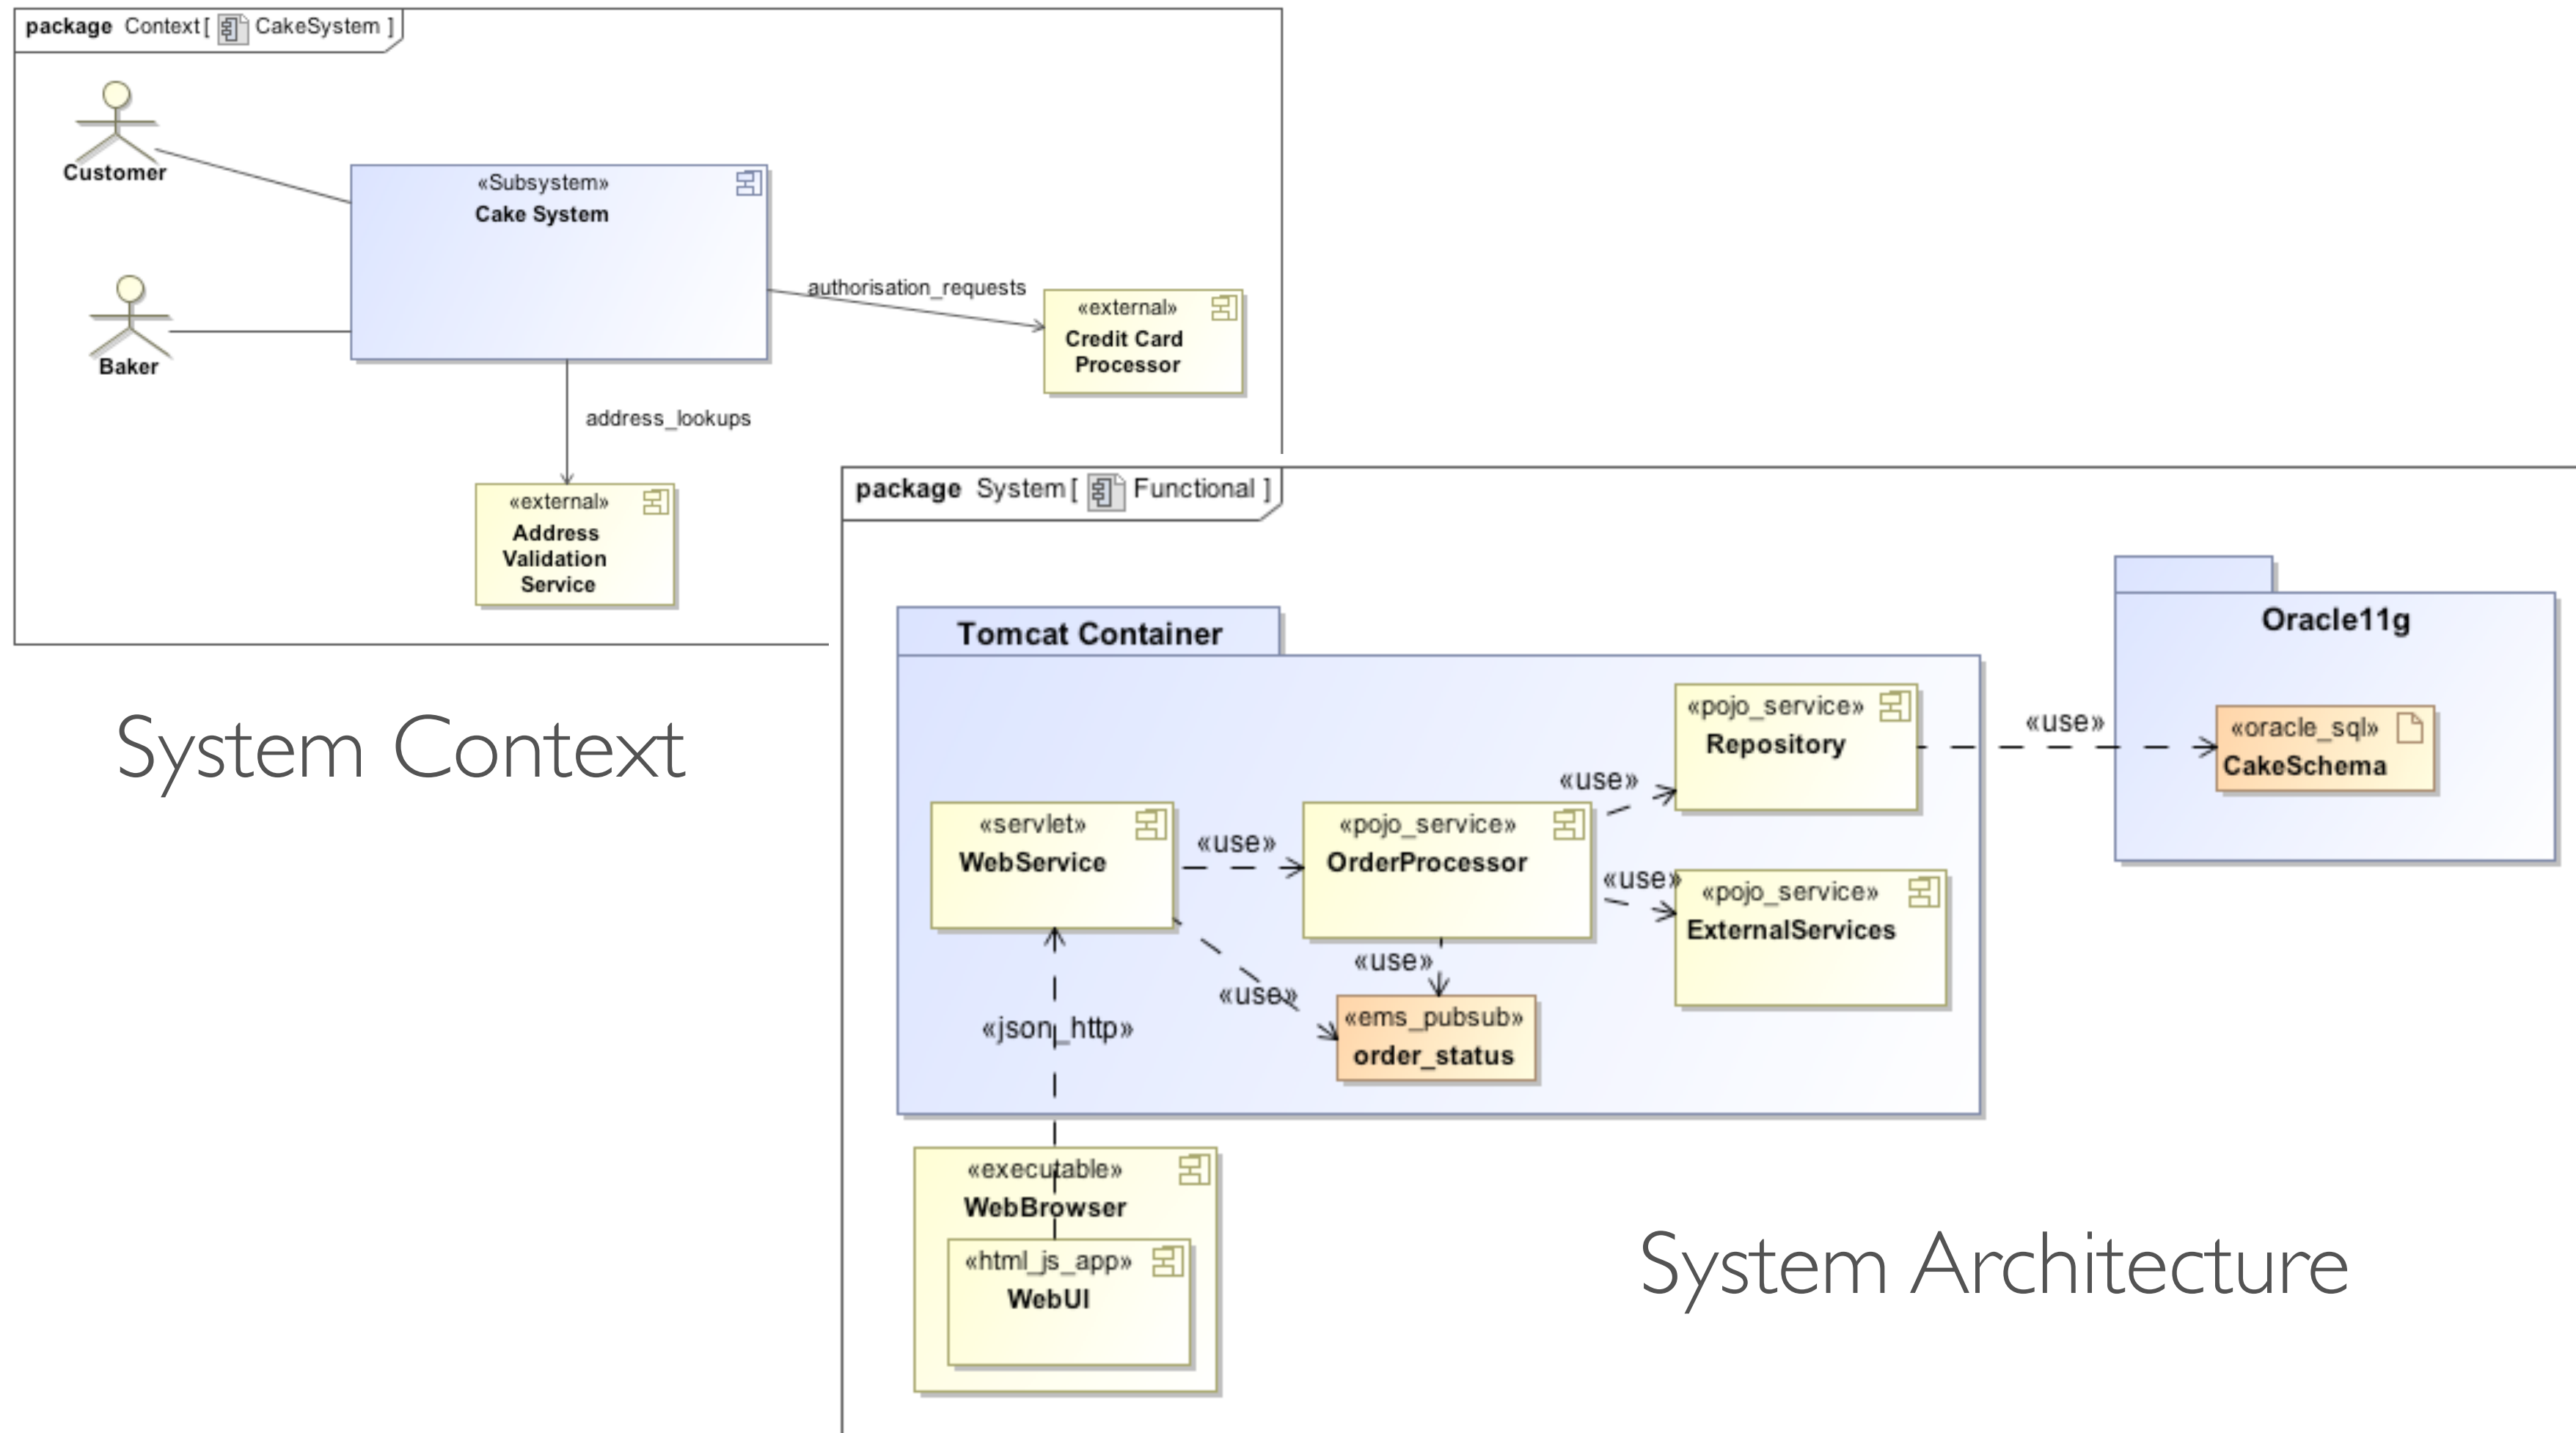 package Context [ CakeSystem ]
Customer
«Subsystem»
Cake System
authorisation_requests
«external»
Credit Card
Processor
Baker
address_lookups
«external»
Address
Validation
Service
System Context
package System [ Functional ]
Tomcat Container
Oracle11g
«pojo_service»
Repository
«use»
«oracle_sql»
CakeSchema
«use»
«servlet»
WebService
«use»
«pojo_service»
OrderProcessor
«use»
«pojo_service»
ExternalServices
«use»
«use»
«ems_pubsub»
order_status
«json_http»
«executable»
WebBrowser
«html_js_app»
WebUI
System Architecture